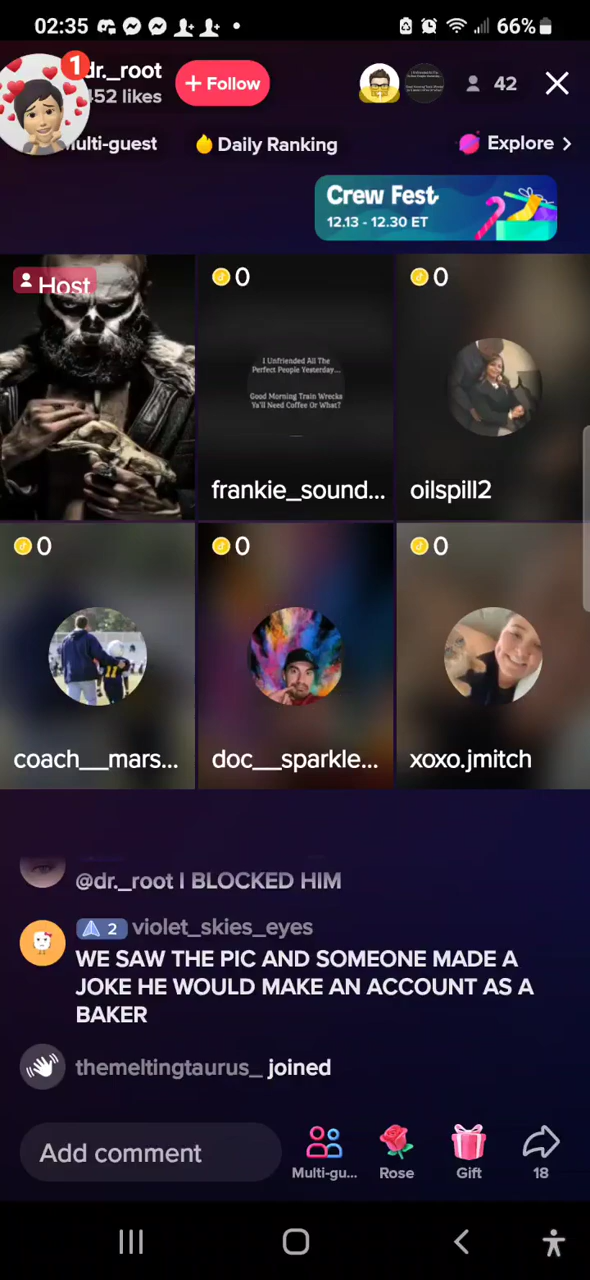 02:35
66%
1
dr._root
452 likes
+ Follow
42
Multi-guest
Daily Ranking
Explore >
Crew Fest
12.13 - 12.30 ET
Host
0
0
I Unfriended All The
Perfect People Yesterday....
Good Morning Train Wrecks
Ya'll Need Coffee Or What?
frankie_sound...
oilspill2
0
0
0
11
coach__mars...
doc__sparkle...
xoxo.jmitch
@dr._root I BLOCKED HIM
2 violet_skies_eyes
WE SAW THE PIC AND SOMEONE MADE A
JOKE HE WOULD MAKE AN ACCOUNT AS A
BAKER
themeltingtaurus_ joined
Add comment
Multi-gu...
Rose
Gift
18